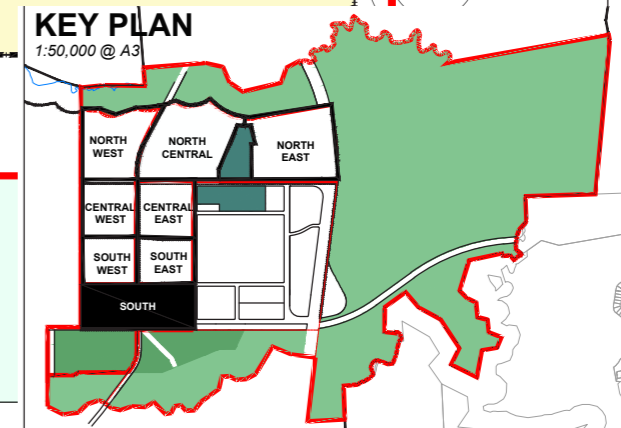 KEY PLAN
1:50,000 @ A3
NORTH
WEST
NORTH
CENTRAL
NORTH
EAST
CENTRAL
WEST
CENTRAL
EAST
SOUTH
WEST
SOUTH
EAST
SOUTH